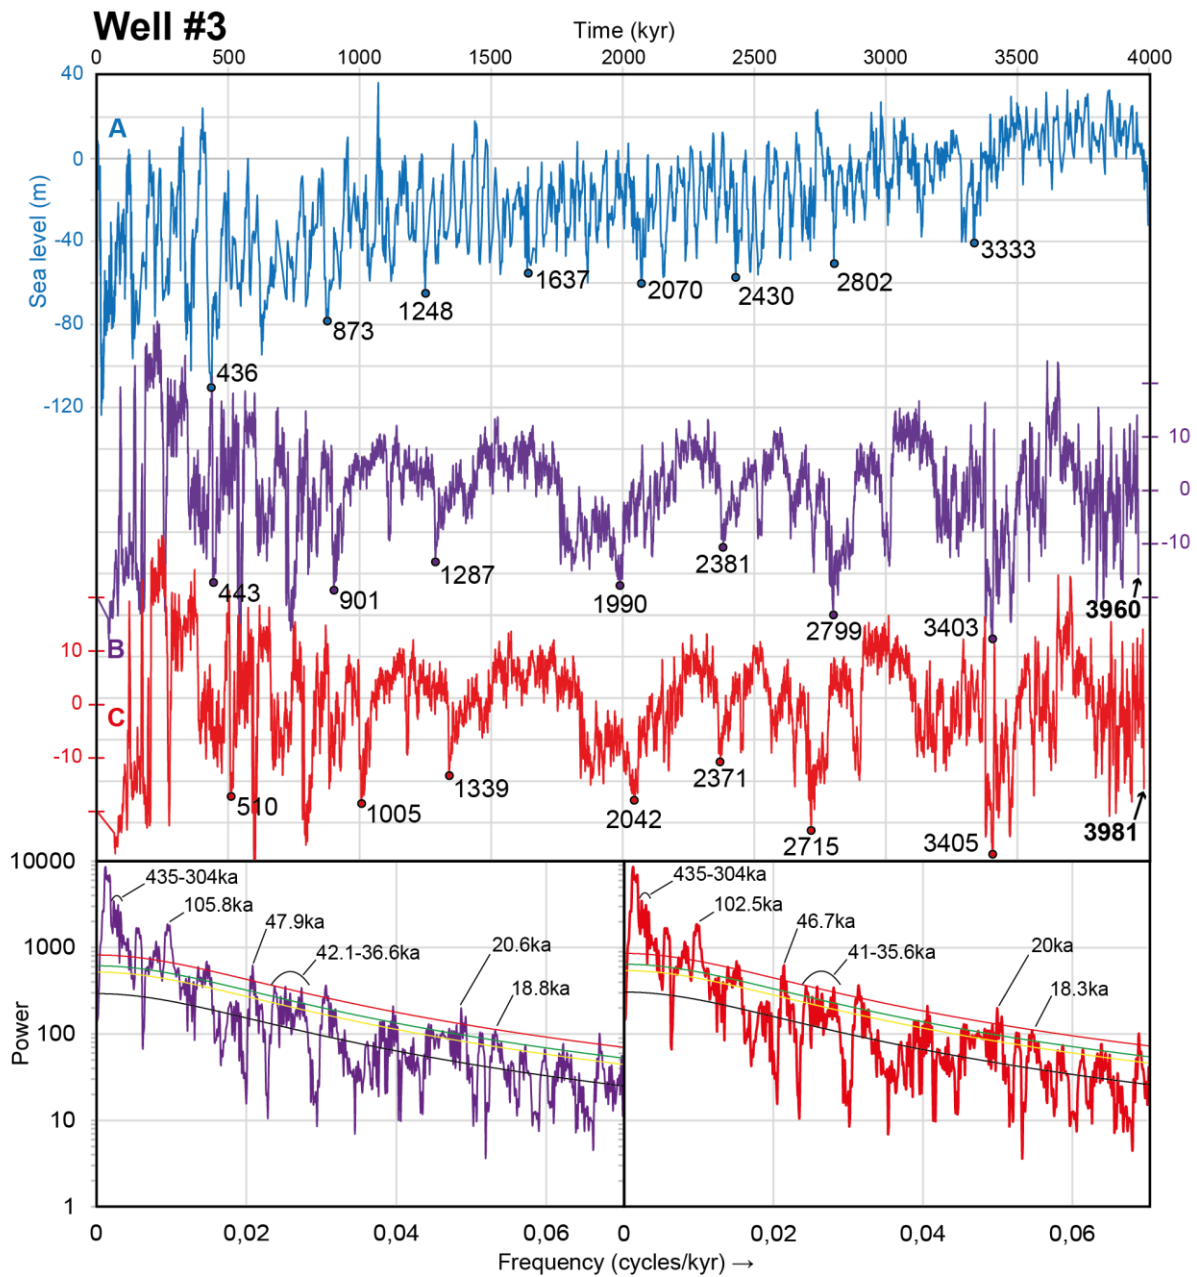 Well #3
Time (kyr)
0 500 1000 1500 2000 2500 3000 3500 4000
40
0
-40
-80
-120
Sea level (m)
A
436
873
1248
1637
2070
2430
2802
3333
10
0
-10
B
443
901
1287
1990
2381
2799
3403
3960
10
0
-10
C
510
1005
1339
2042
2371
2715
3405
3981
10000
1000
100
10
1
Power
435-304ka
105.8ka
47.9ka
42.1-36.6ka
20.6ka
18.8ka
435-304ka
102.5ka
46.7ka
41-35.6ka
20ka
18.3ka
0 0,02 0,04 0,06 0 0,02 0,04 0,06
Frequency (cycles/kyr) →